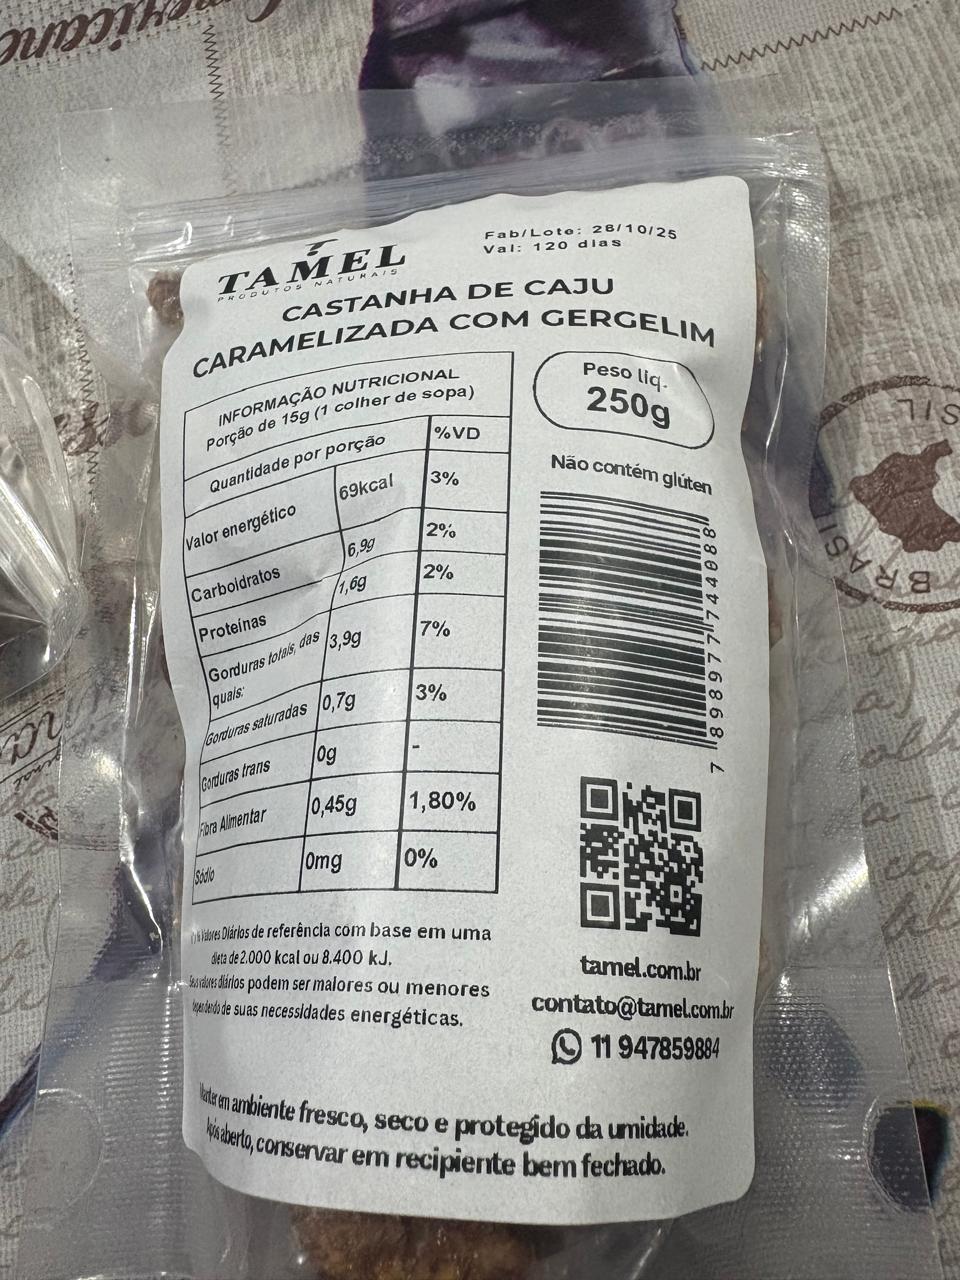 Fab/Lote: 28/10/25
Val: 120 dias
TAMEL
PRODUTOS NATURAIS
CASTANHA DE CAJU
CARAMELIZADA COM GERGELIM
INFORMAÇÃO NUTRICIONAL
Porção de 15g (1 colher de sopa)
Quantidade por porção %VD
Valor energético 69kcal 3%
Carboidratos 6,9g 2%
Proteínas 1,6g 2%
Gorduras totais, das quais: 3,9g 7%
Gorduras saturadas 0,7g 3%
Gorduras trans 0g -
Fibra Alimentar 0,45g 1,80%
Sódio 0mg 0%
Peso líq.
250g
Não contém glúten
7 898977 744088
tamel.com.br
contato@tamel.com.br
11 947859884
% Valores Diários de referência com base em uma
dieta de 2.000 kcal ou 8.400 kJ.
Seus valores diários podem ser maiores ou menores
dependendo de suas necessidades energéticas.
Manter em ambiente fresco, seco e protegido da umidade.
Após aberto, conservar em recipiente bem fechado.
BRASIL